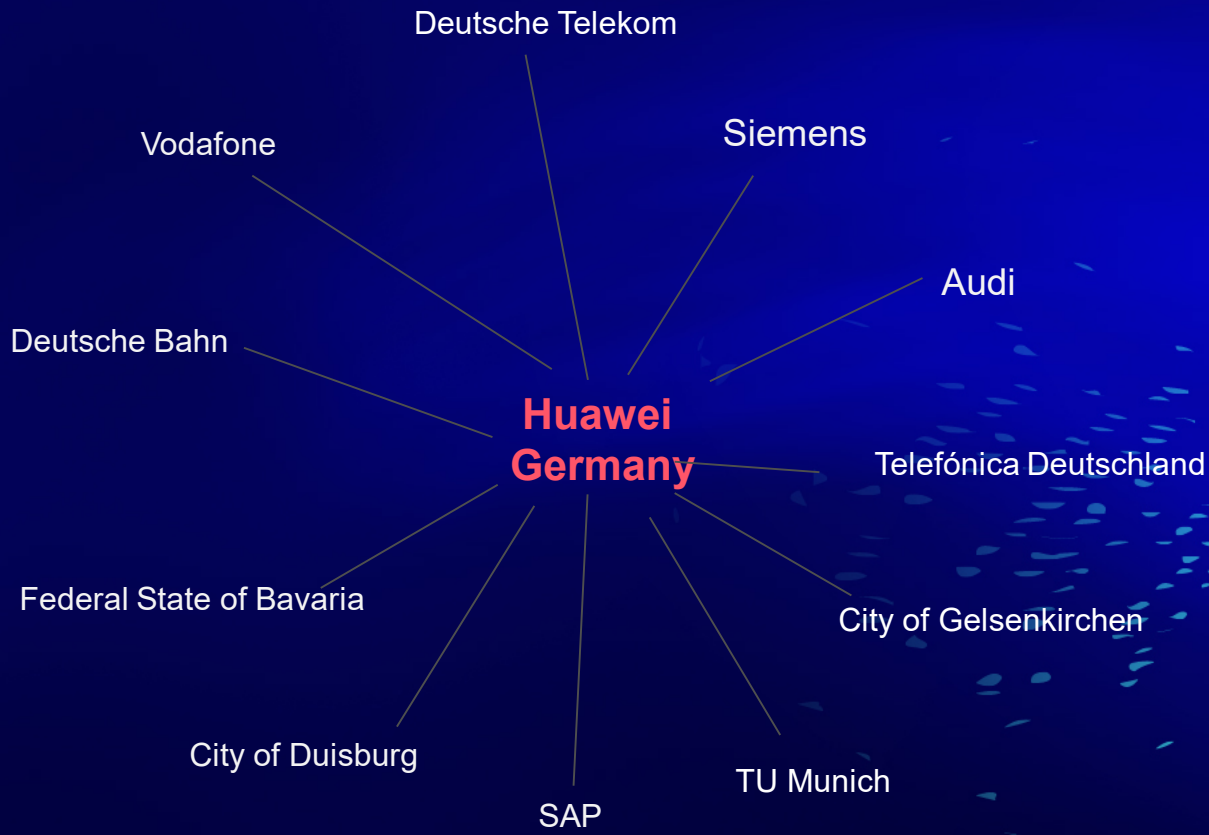 Deutsche Telekom
Siemens
Vodafone
Audi
Deutsche Bahn
Huawei
Germany
Telefónica Deutschland
Federal State of Bavaria
City of Gelsenkirchen
City of Duisburg
TU Munich
SAP